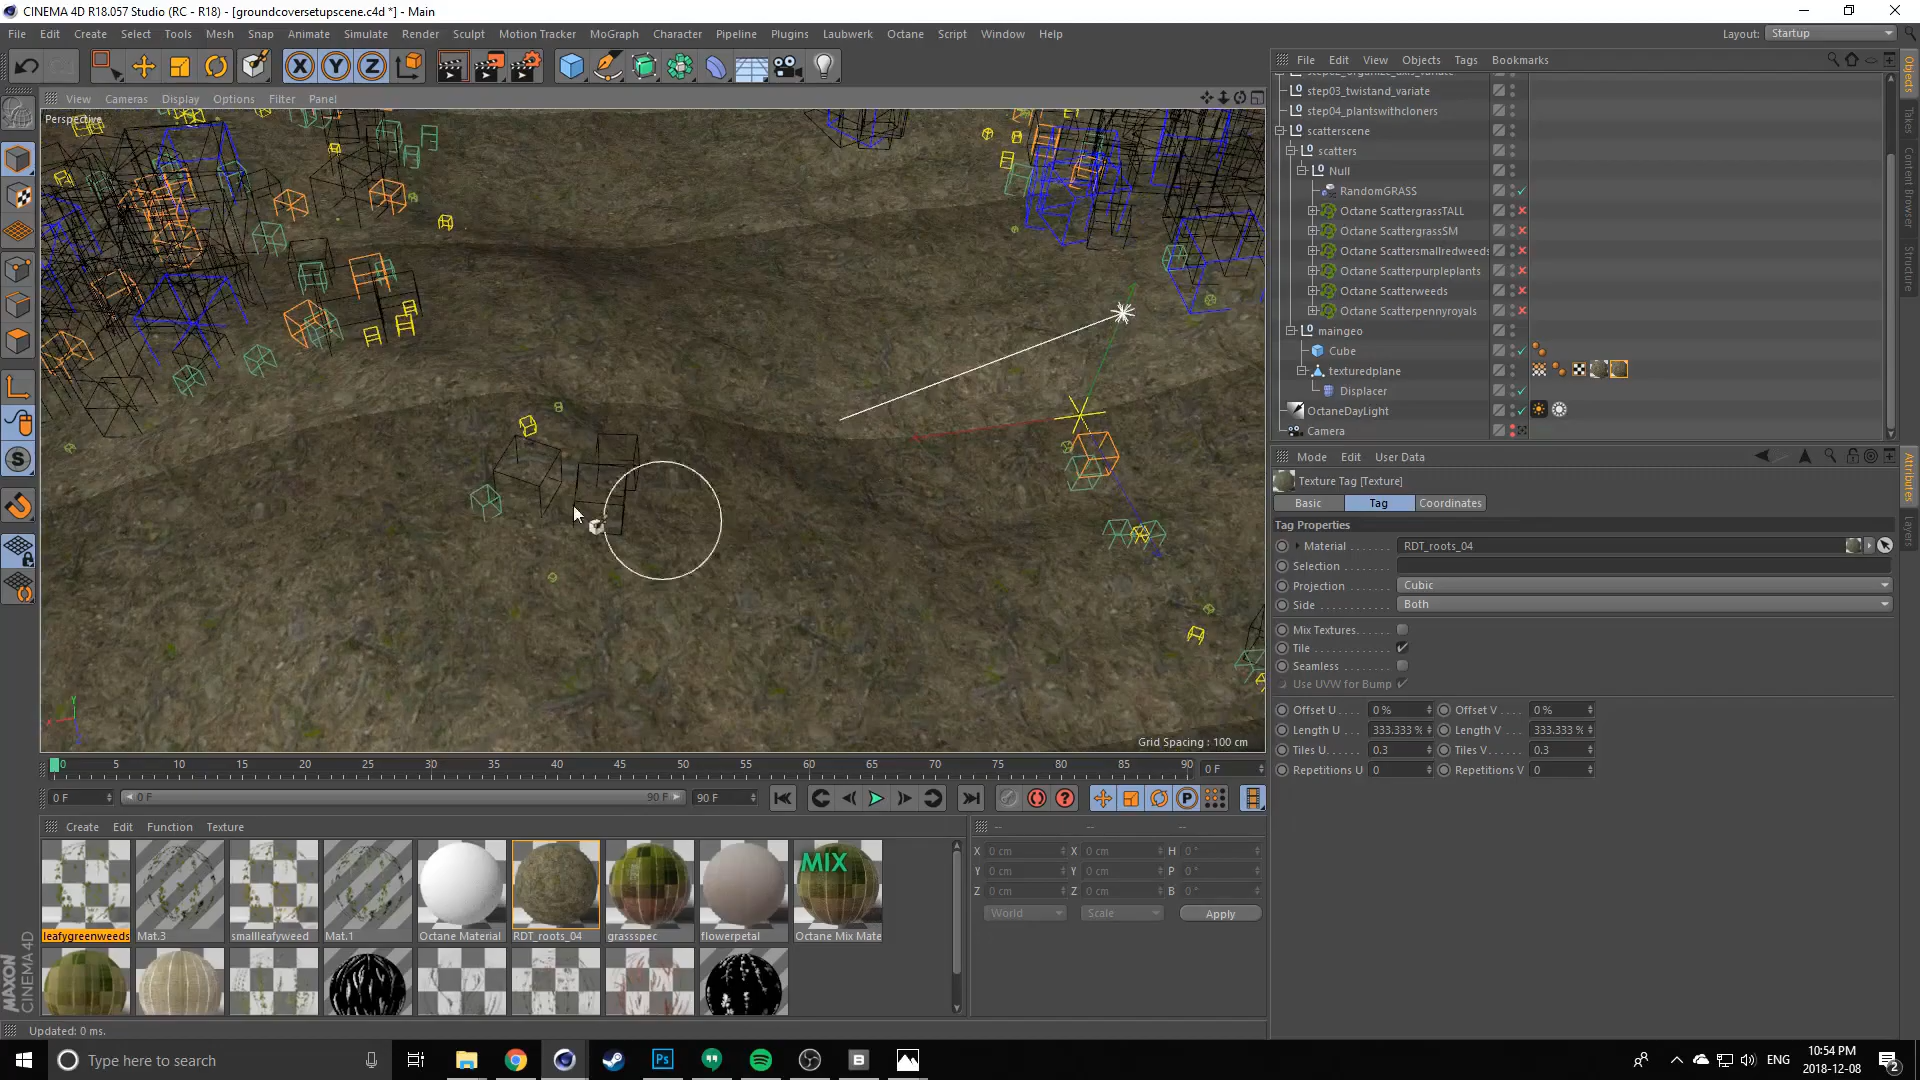 CINEMA 4D R18.057 Studio (RC - R18) - [groundcoversetupscene.c4d *] - Main
File Edit Create Select Tools Mesh Snap Animate Simulate Render Sculpt Motion Tracker MoGraph Character Pipeline Plugins Laubwerk Octane Script Window Help
Layout: Startup
View Cameras Display Options Filter Panel
Perspective
Grid Spacing : 100 cm
File Edit View Objects Tags Bookmarks
step02_organize_axis_variate
step03_twistand_variate
step04_plantswithcloners
scatterscene
scatters
Null
RandomGRASS
Octane ScattergrassTALL
Octane ScattergrassSM
Octane Scattersmallredweeds
Octane Scatterpurpleplants
Octane Scatterweeds
Octane Scatterpennyroyals
maingeo
Cube
texturedplane
Displacer
OctaneDayLight
Camera
Objects
Takes
Content Browser
Structure
Mode Edit User Data
Texture Tag [Texture]
Basic Tag Coordinates
Tag Properties
Material RDT_roots_04
Selection
Projection Cubic
Side Both
Mix Textures
Tile
Seamless
Use UVW for Bump
Offset U 0 % Offset V 0 %
Length U 333.333 % Length V 333.333 %
Tiles U 0.3 Tiles V 0.3
Repetitions U 0 Repetitions V 0
Attributes
Layers
0 5 10 15 20 25 30 35 40 45 50 55 60 65 70 75 80 85 90 0 F
0 F 0 F 90 F 90 F
Create Edit Function Texture
leafygreenweeds Mat.3 smallleafyweed Mat.1 Octane Material RDT_roots_04 grassspec flowerpetal Octane Mix Mate
MIX
-- -- --
X 0 cm X 0 cm H 0 °
Y 0 cm Y 0 cm P 0 °
Z 0 cm Z 0 cm B 0 °
World Scale Apply
MAXON
CINEMA 4D
Updated: 0 ms.
Type here to search
ENG
10:54 PM
2018-12-08
2